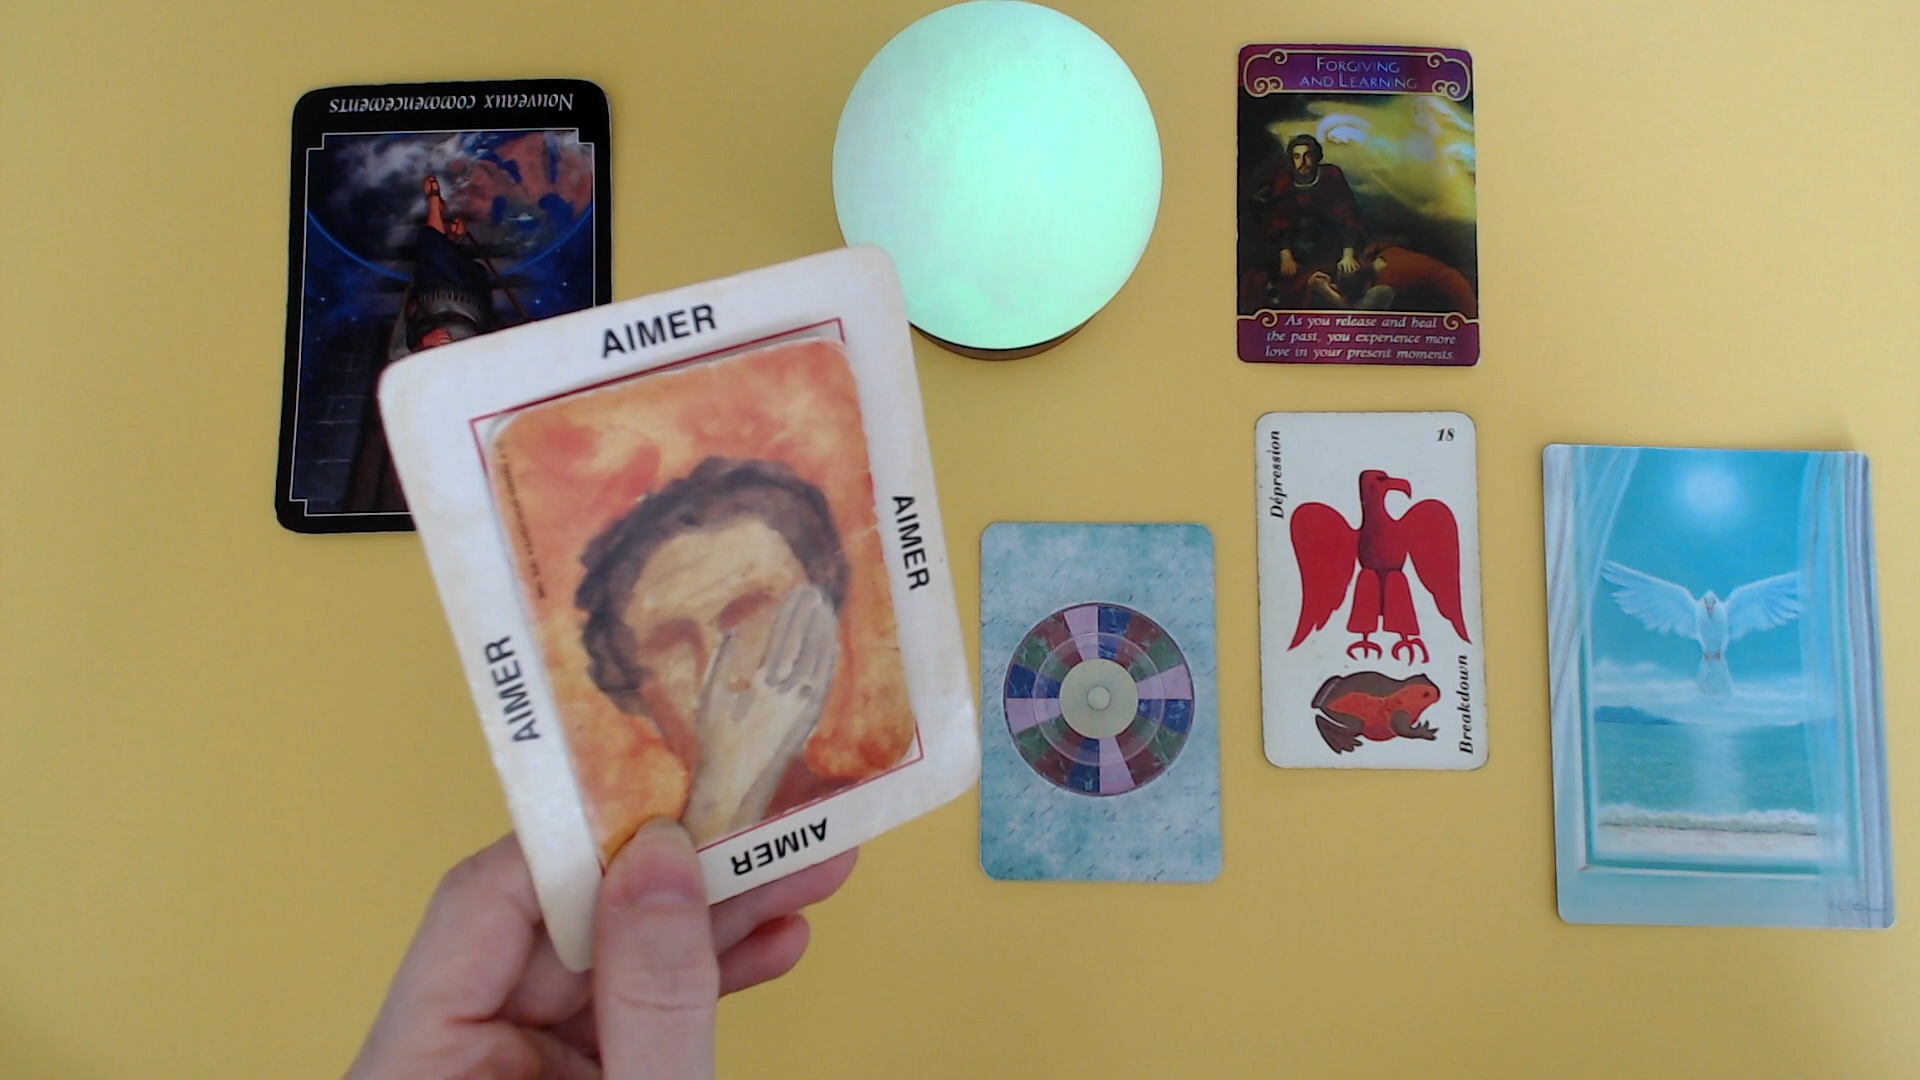 Nouveaux commencements
FORGIVING
AND LEARNING
As you release and heal
the past, you experience more
love in your present moments.
AIMER
AIMER
AIMER
AIMER
Dépression
18
Breakdown